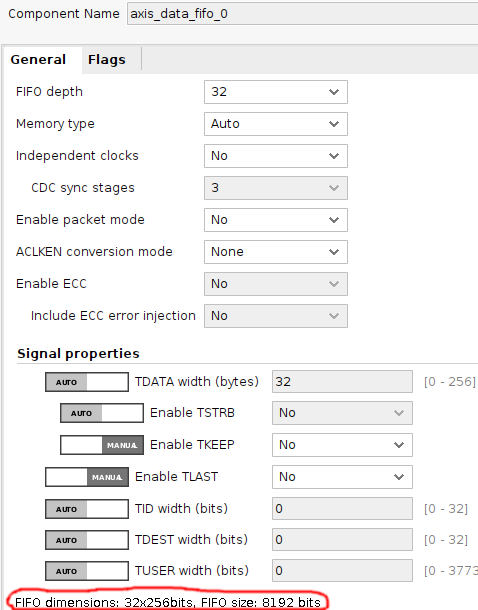 Component Name axis_data_fifo_0
General Flags
FIFO depth 32
Memory type Auto
Independent clocks No
CDC sync stages 3
Enable packet mode No
ACLKEN conversion mode None
Enable ECC No
Include ECC error injection No
Signal properties
AUTO TDATA width (bytes) 32 [0 - 256]
AUTO Enable TSTRB No
MANUAL Enable TKEEP No
MANUAL Enable TLAST No
AUTO TID width (bits) 0 [0 - 32]
AUTO TDEST width (bits) 0 [0 - 32]
AUTO TUSER width (bits) 0 [0 - 3773
FIFO dimensions: 32x256bits, FIFO size: 8192 bits